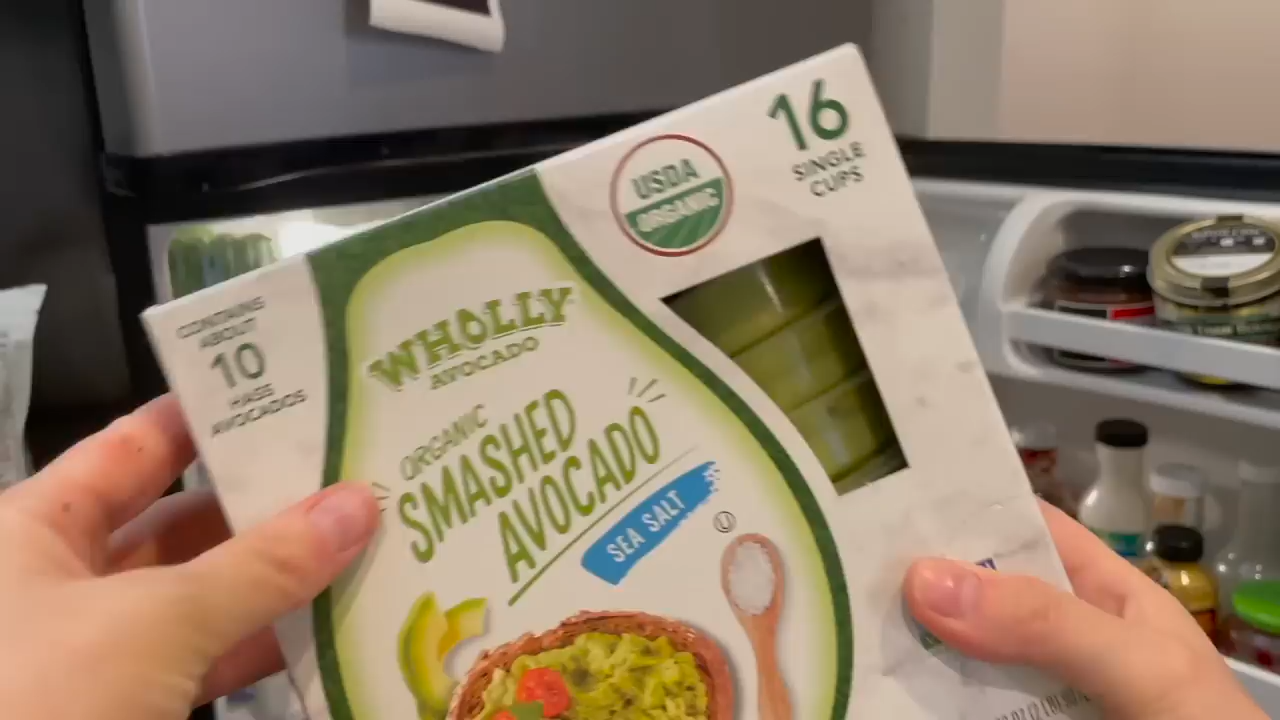 16
SINGLE
CUPS
USDA
ORGANIC
CONTAINS
ABOUT
10
HASS
AVOCADOS
WHOLLY
AVOCADO
ORGANIC
SMASHED
AVOCADO
SEA SALT
U